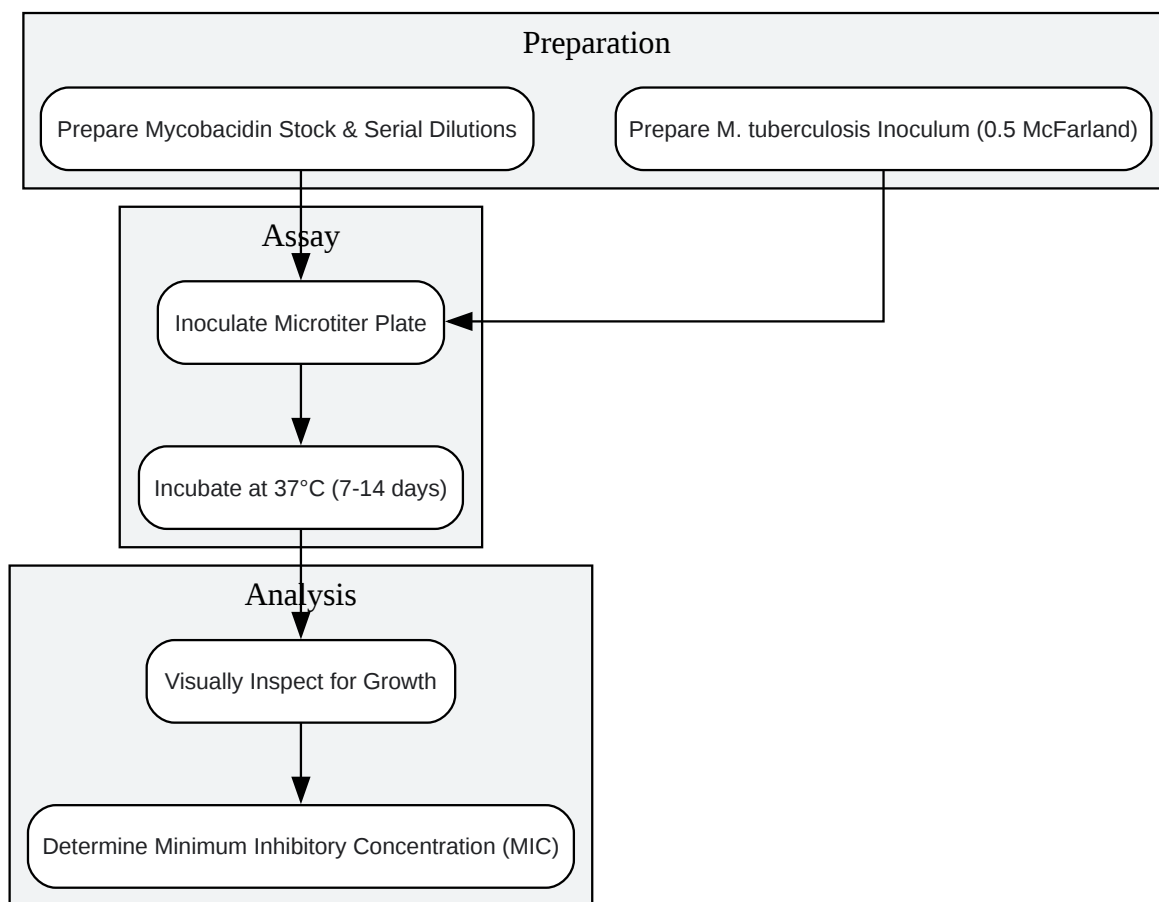 Preparation
Prepare Mycobacidin Stock & Serial Dilutions
Prepare M. tuberculosis Inoculum (0.5 McFarland)
Assay
Inoculate Microtiter Plate
Incubate at 37°C (7-14 days)
Analysis
Visually Inspect for Growth
Determine Minimum Inhibitory Concentration (MIC)